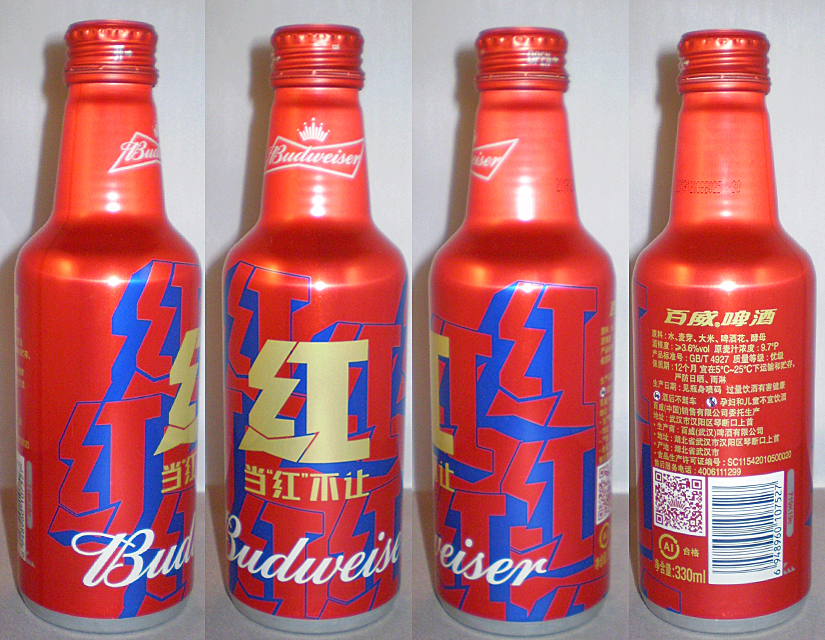 Budweiser
红
当"红"不让
Budweiser
百威®啤酒
原料:水、麦芽、大米、啤酒花、酵母
酒精度:≥3.6%vol 原麦汁浓度:9.7°P
产品标准号:GB/T 4927 质量等级:优级
保质期:12个月 宜在5°C~25°C下运输和贮存。
严防日晒、雨淋
生产日期:见瓶身喷码 过量饮酒有害健康
酒后不驾车 孕妇和儿童不宜饮酒
百威(中国)销售有限公司委托生产
地址:武汉市汉阳区琴断口上首
生产商:百威(武汉)啤酒有限公司
地址:湖北省武汉市汉阳区琴断口上首
产地:湖北省武汉市
食品生产许可证编号:SC11542010500020
假日服务电话:4006111299
AI 合格
净含量:330ml
6 948960 107527